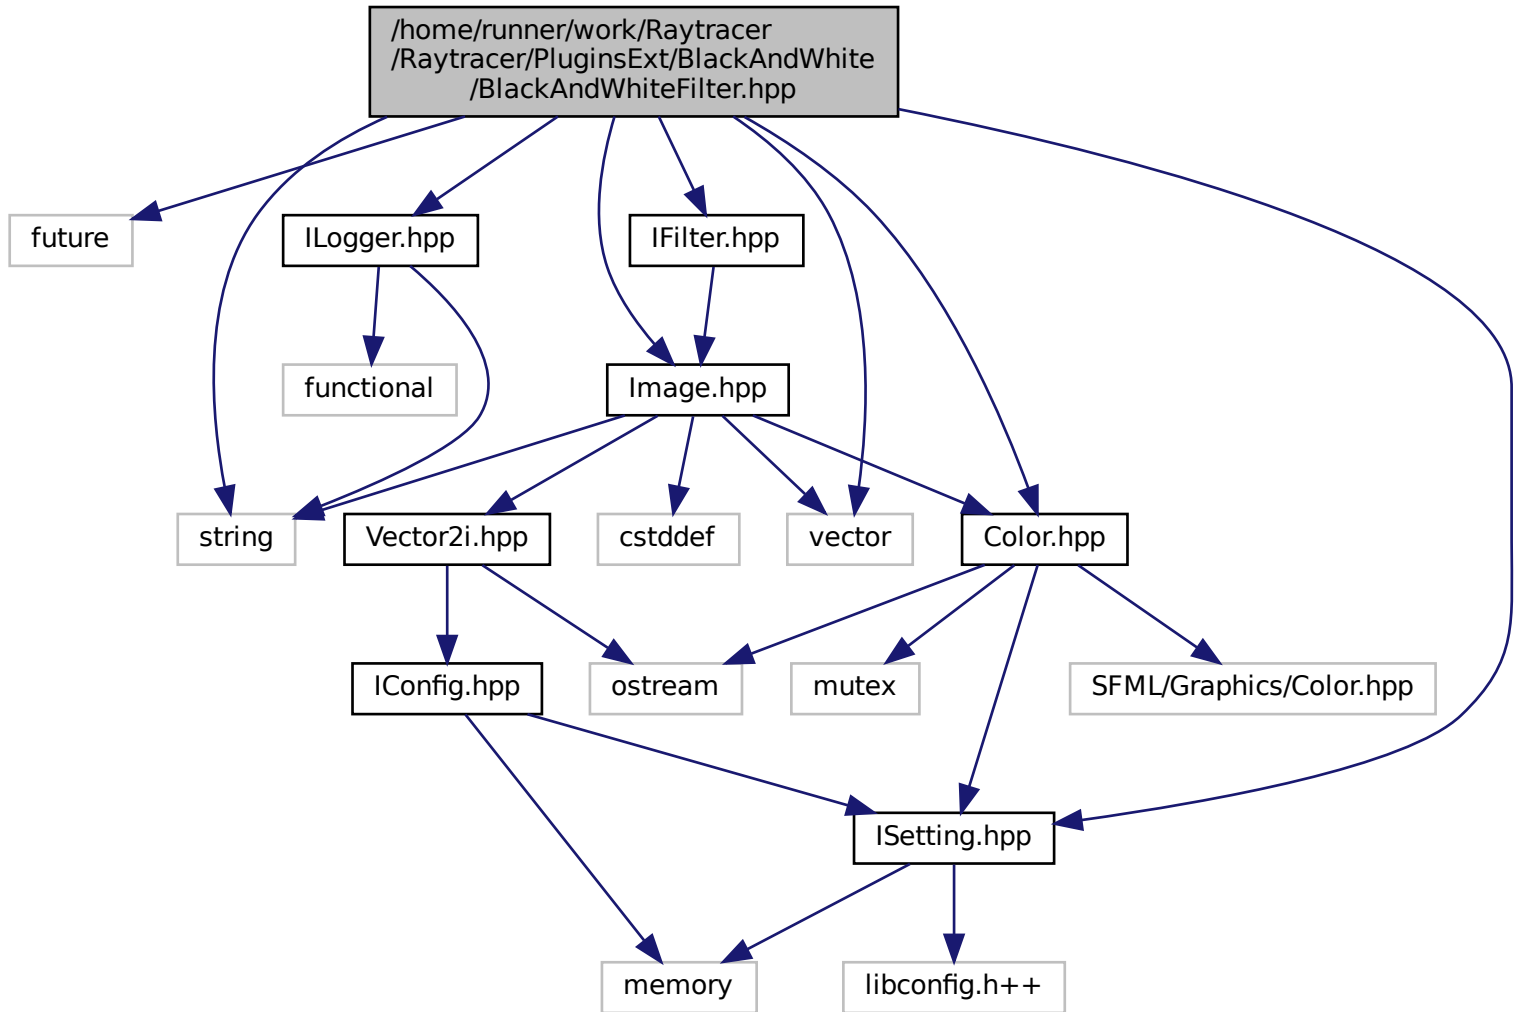 /home/runner/work/Raytracer
/Raytracer/PluginsExt/BlackAndWhite
/BlackAndWhiteFilter.hpp
future
ILogger.hpp
IFilter.hpp
functional
Image.hpp
string
Vector2i.hpp
cstddef
vector
Color.hpp
IConfig.hpp
ostream
mutex
SFML/Graphics/Color.hpp
ISetting.hpp
memory
libconfig.h++